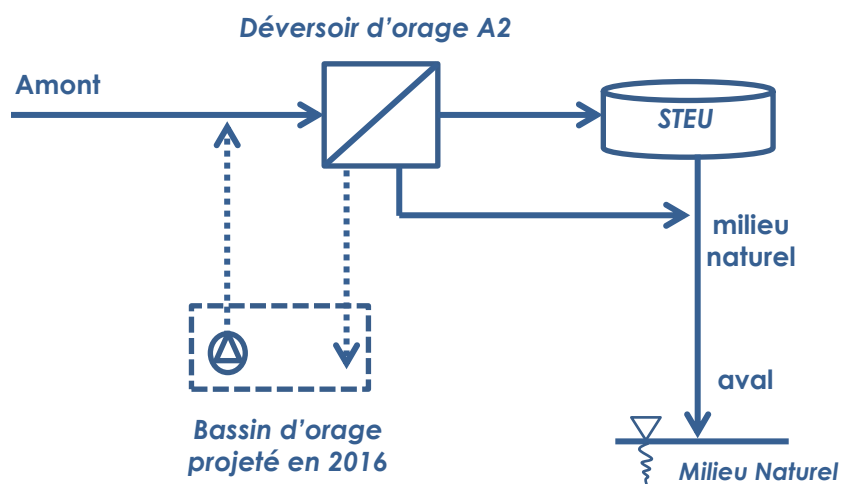 Déversoir d’orage A2
Amont
STEU
milieu
naturel
aval
Bassin d’orage
projeté en 2016
Milieu Naturel